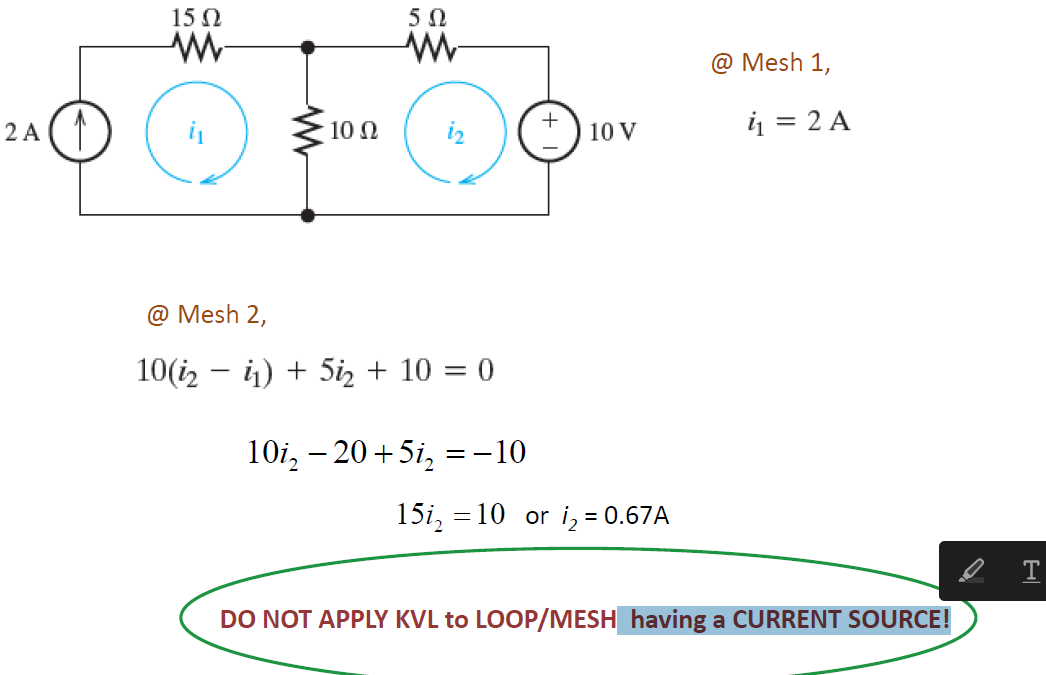 15 Ω
5 Ω
@ Mesh 1,
2 A
i₁
10 Ω
i₂
+
−
10 V
i₁ = 2 A
@ Mesh 2,
10(i₂ − i₁) + 5i₂ + 10 = 0
10i₂ − 20 + 5i₂ = −10
15i₂ = 10 or i₂ = 0.67A
T
DO NOT APPLY KVL to LOOP/MESH having a CURRENT SOURCE!